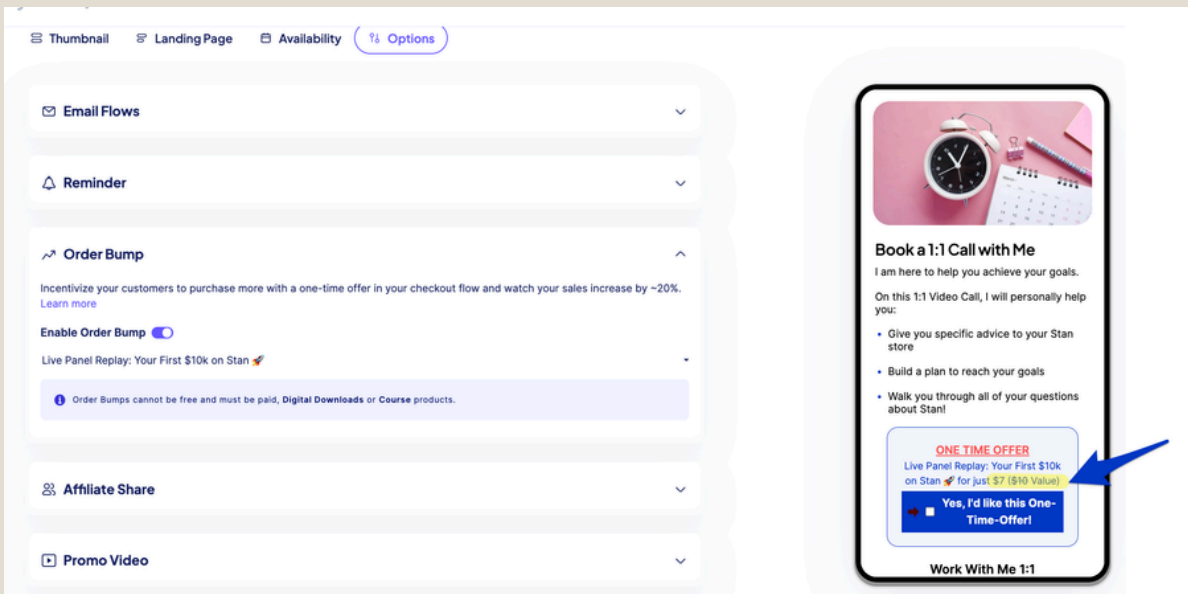 Thumbnail
Landing Page
Availability
Options
Email Flows
Reminder
Order Bump
Incentivize your customers to purchase more with a one-time offer in your checkout flow and watch your sales increase by ~20%.
Learn more
Enable Order Bump
Live Panel Replay: Your First $10k on Stan 🚀
Order Bumps cannot be free and must be paid, Digital Downloads or Course products.
Affiliate Share
Promo Video
Book a 1:1 Call with Me
I am here to help you achieve your goals.
On this 1:1 Video Call, I will personally help
you:
• Give you specific advice to your Stan
store
• Build a plan to reach your goals
• Walk you through all of your questions
about Stan!
ONE TIME OFFER
Live Panel Replay: Your First $10k
on Stan 🚀 for just $7 ($10 Value)
Yes, I'd like this One-
Time-Offer!
Work With Me 1:1